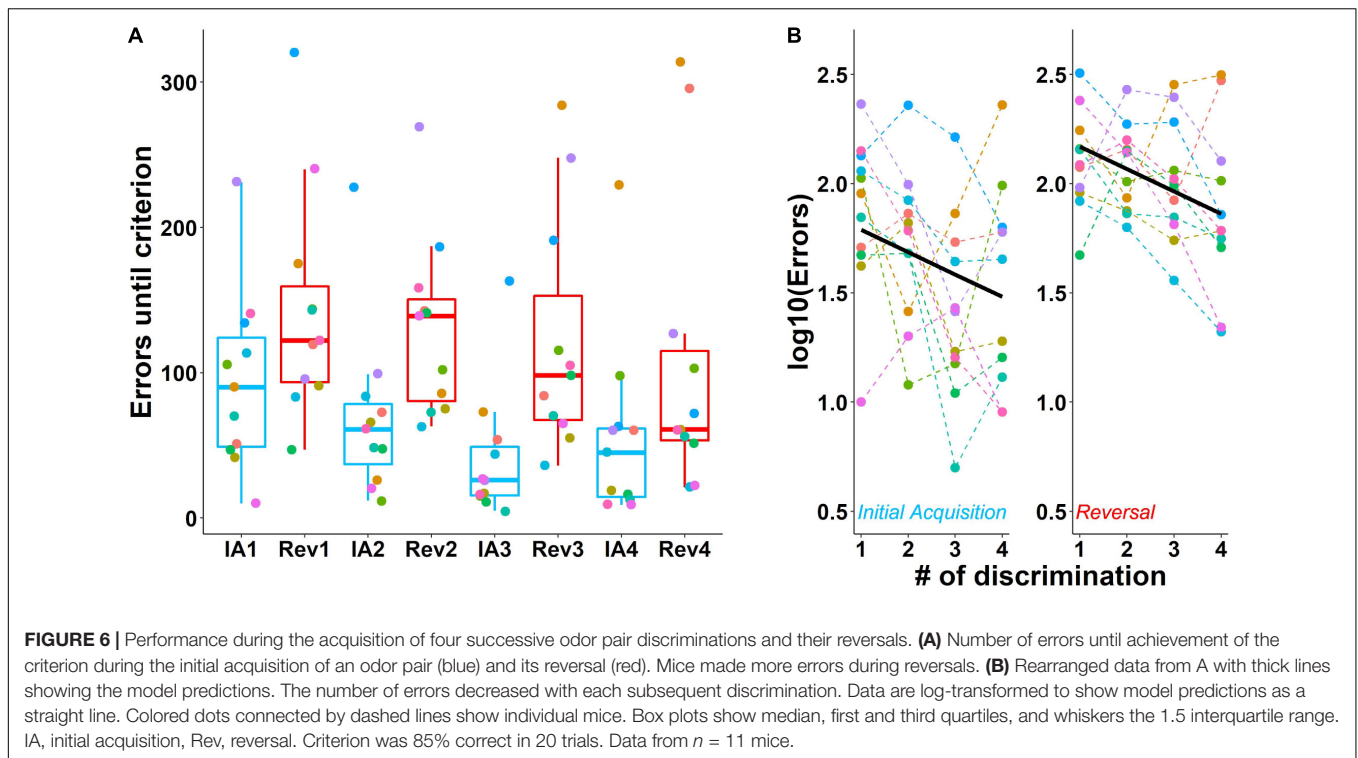 A
Errors until criterion
300
200
100
0
IA1 Rev1 IA2 Rev2 IA3 Rev3 IA4 Rev4
B
log10(Errors)
2.5
2.0
1.5
1.0
0.5
Initial Acquisition
1 2 3 4
2.5
2.0
1.5
1.0
0.5
Reversal
1 2 3 4
# of discrimination
FIGURE 6 | Performance during the acquisition of four successive odor pair discriminations and their reversals. (A) Number of errors until achievement of the
criterion during the initial acquisition of an odor pair (blue) and its reversal (red). Mice made more errors during reversals. (B) Rearranged data from A with thick lines
showing the model predictions. The number of errors decreased with each subsequent discrimination. Data are log-transformed to show model predictions as a
straight line. Colored dots connected by dashed lines show individual mice. Box plots show median, first and third quartiles, and whiskers the 1.5 interquartile range.
IA, initial acquisition, Rev, reversal. Criterion was 85% correct in 20 trials. Data from n = 11 mice.